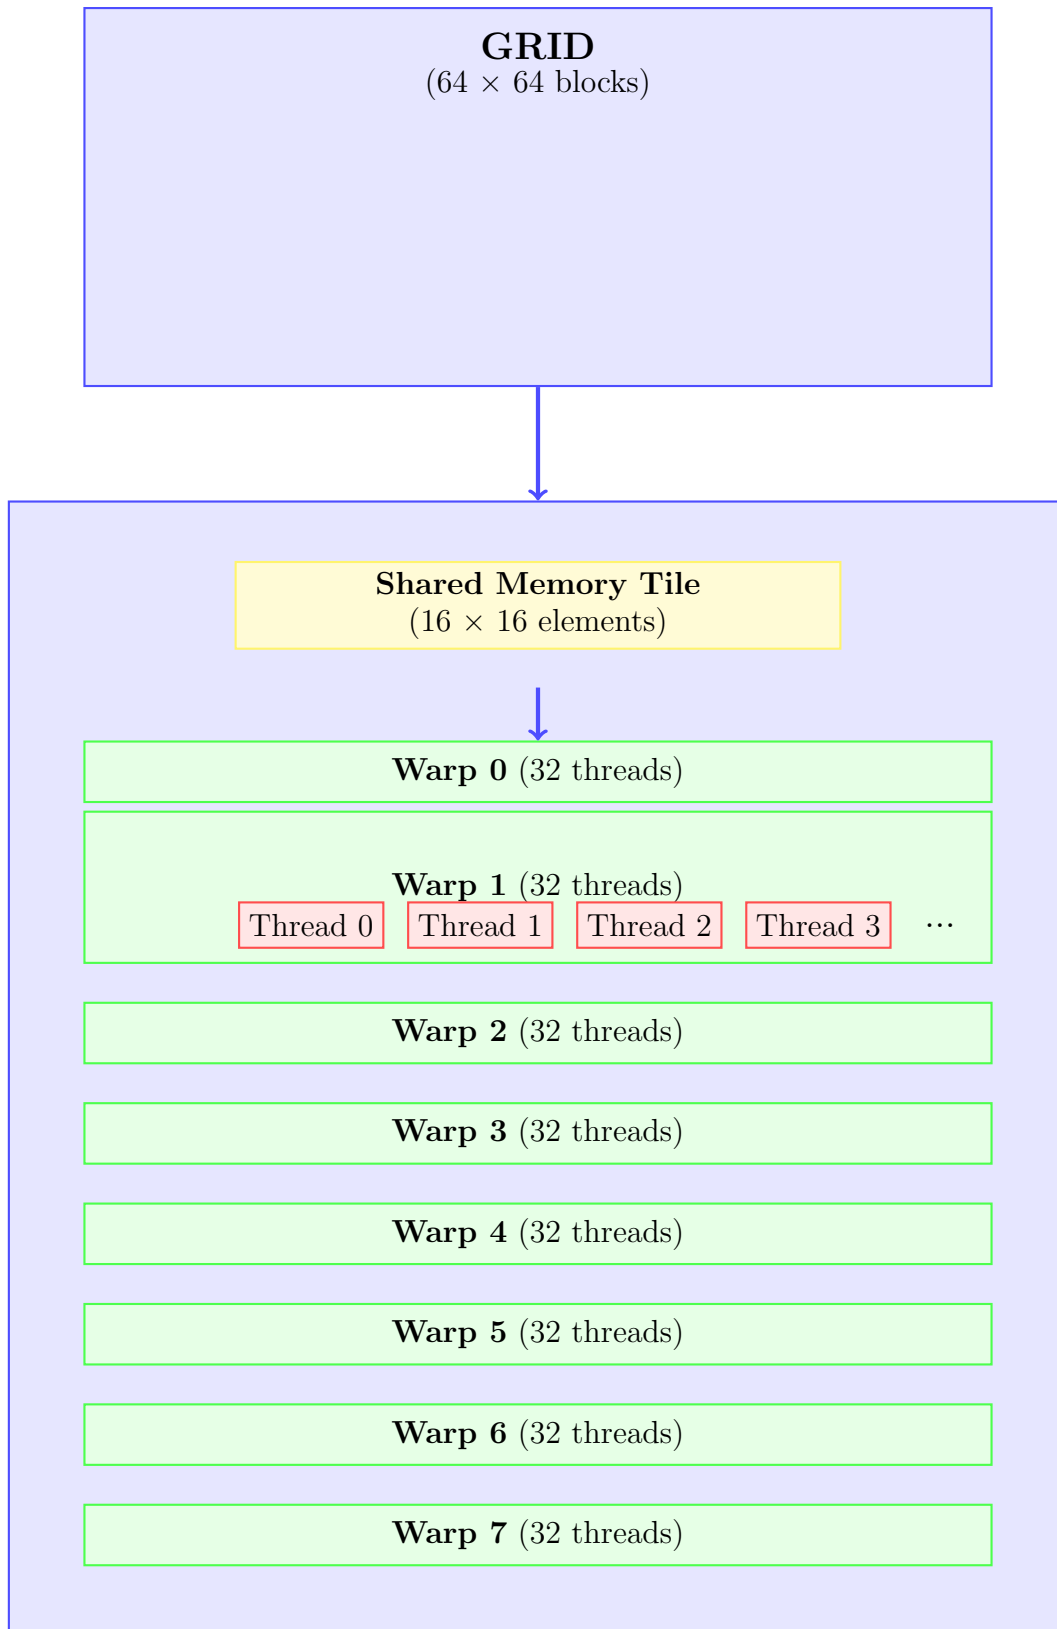 GRID
(64 × 64 blocks)
Shared Memory Tile
(16 × 16 elements)
Warp 0 (32 threads)
Warp 1 (32 threads)
Thread 0 Thread 1 Thread 2 Thread 3 ...
Warp 2 (32 threads)
Warp 3 (32 threads)
Warp 4 (32 threads)
Warp 5 (32 threads)
Warp 6 (32 threads)
Warp 7 (32 threads)